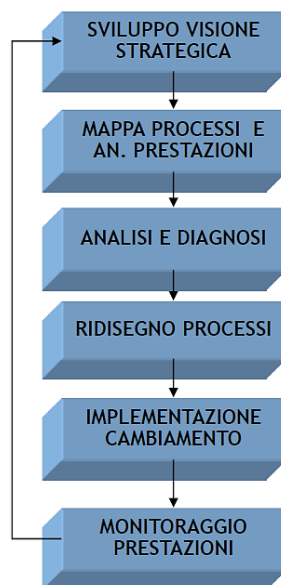 SVILUPPO VISIONE
STRATEGICA
MAPPA PROCESSI E
AN. PRESTAZIONI
ANALISI E DIAGNOSI
RIDISEGNO PROCESSI
IMPLEMENTAZIONE
CAMBIAMENTO
MONITORAGGIO
PRESTAZIONI